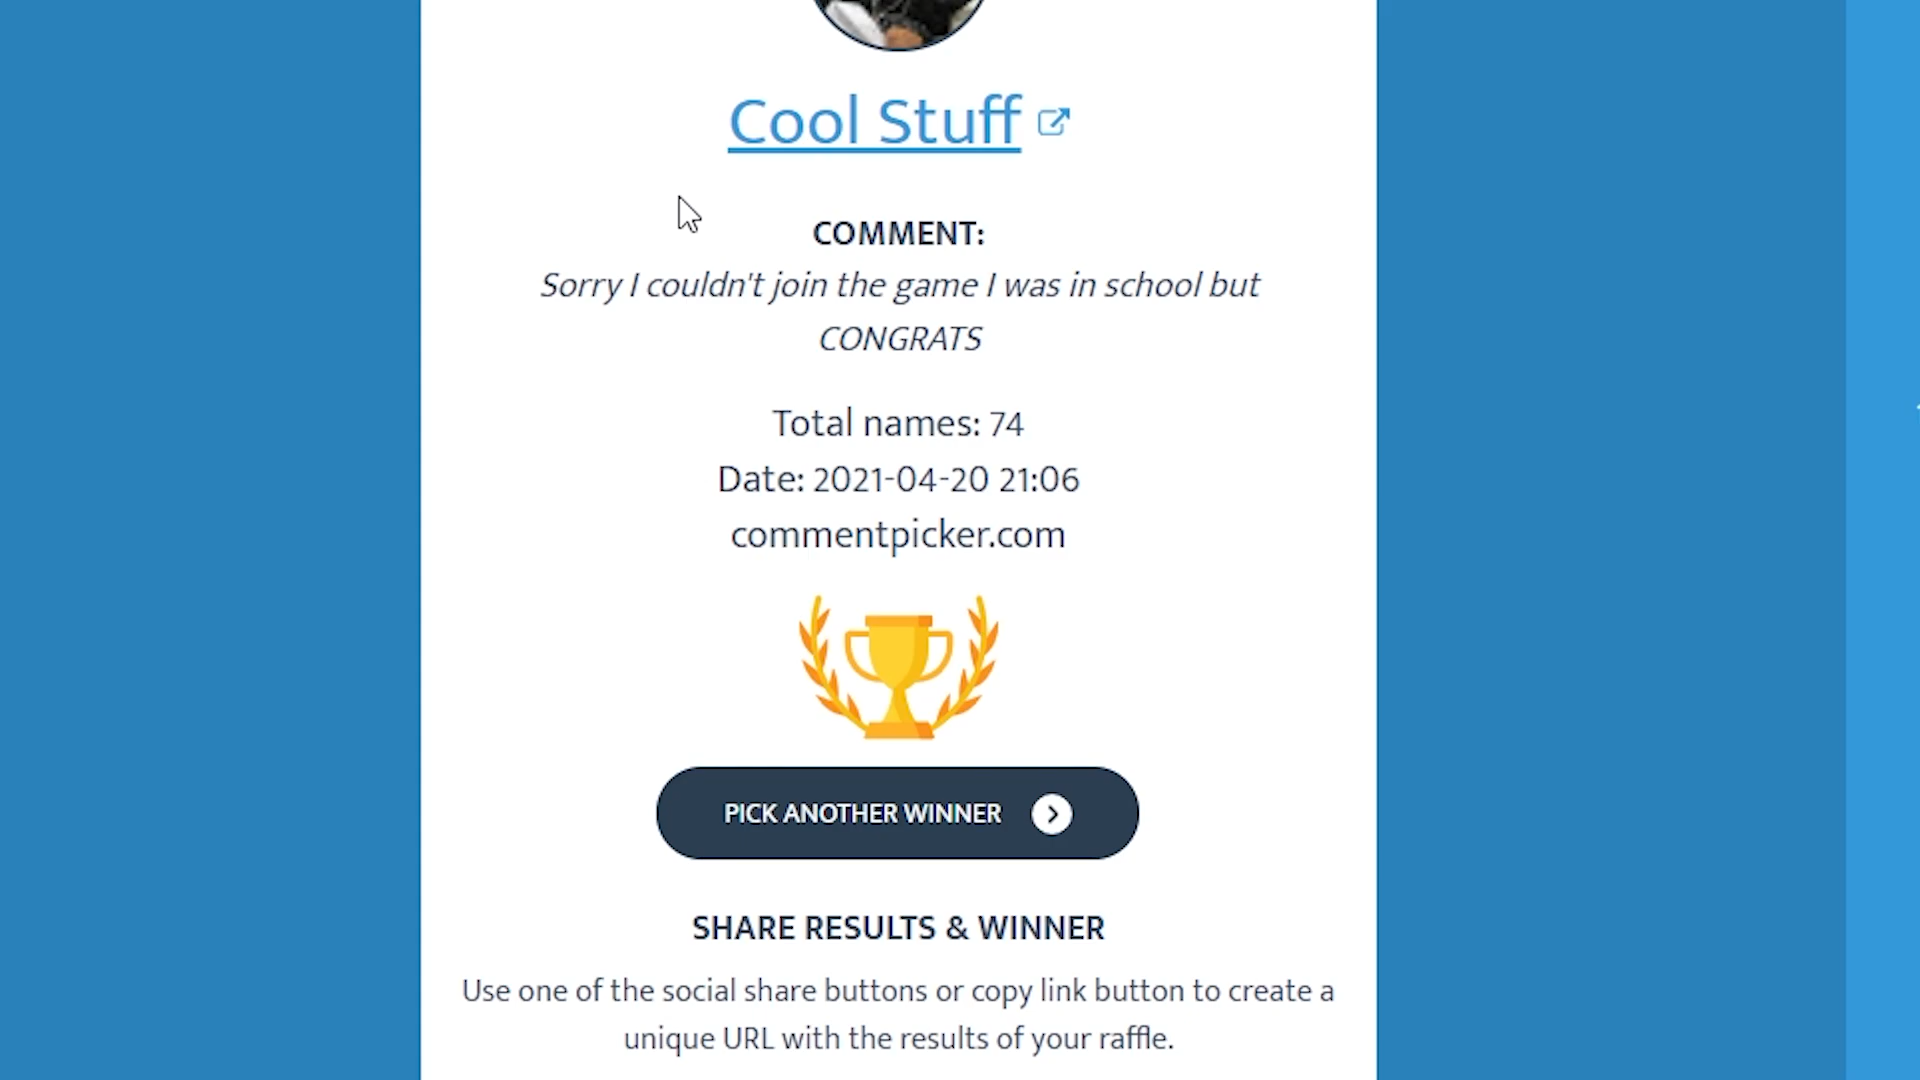 Cool Stuff
COMMENT:
Sorry I couldn't join the game I was in school but
CONGRATS
Total names: 74
Date: 2021-04-20 21:06
commentpicker.com
PICK ANOTHER WINNER
SHARE RESULTS & WINNER
Use one of the social share buttons or copy link button to create a
unique URL with the results of your raffle.